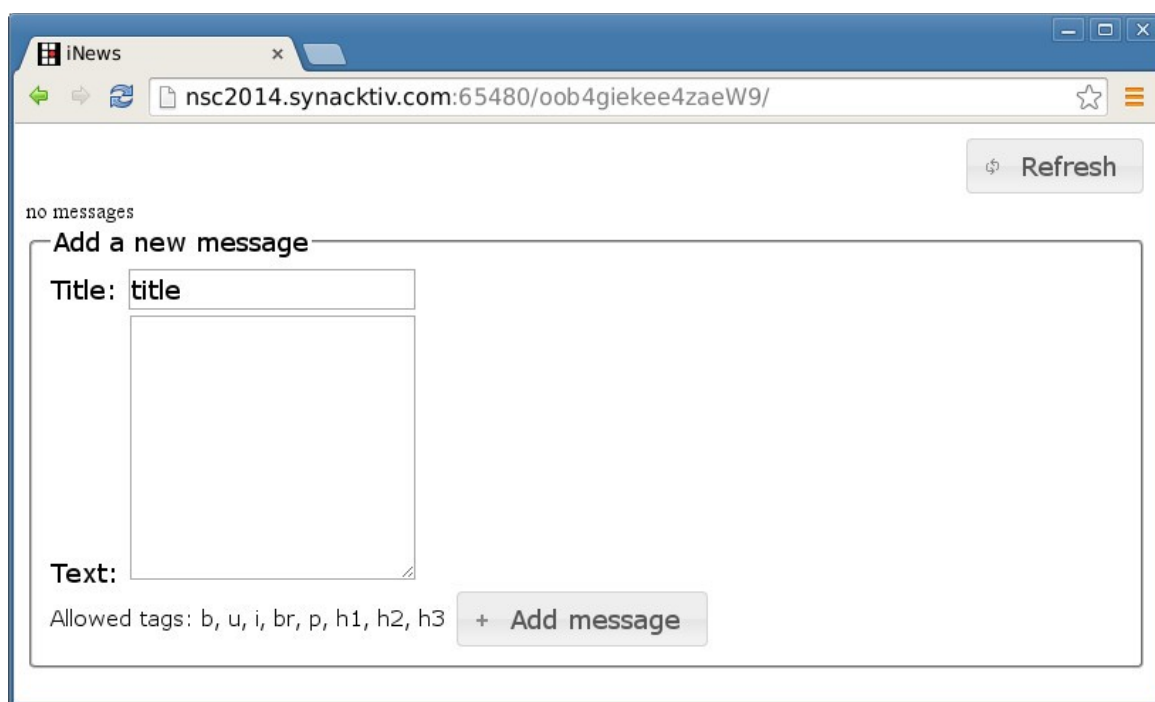 iNews
nsc2014.synacktiv.com:65480/oob4giekee4zaeW9/
Refresh
no messages
Add a new message
Title: title
Text:
Allowed tags: b, u, i, br, p, h1, h2, h3 + Add message